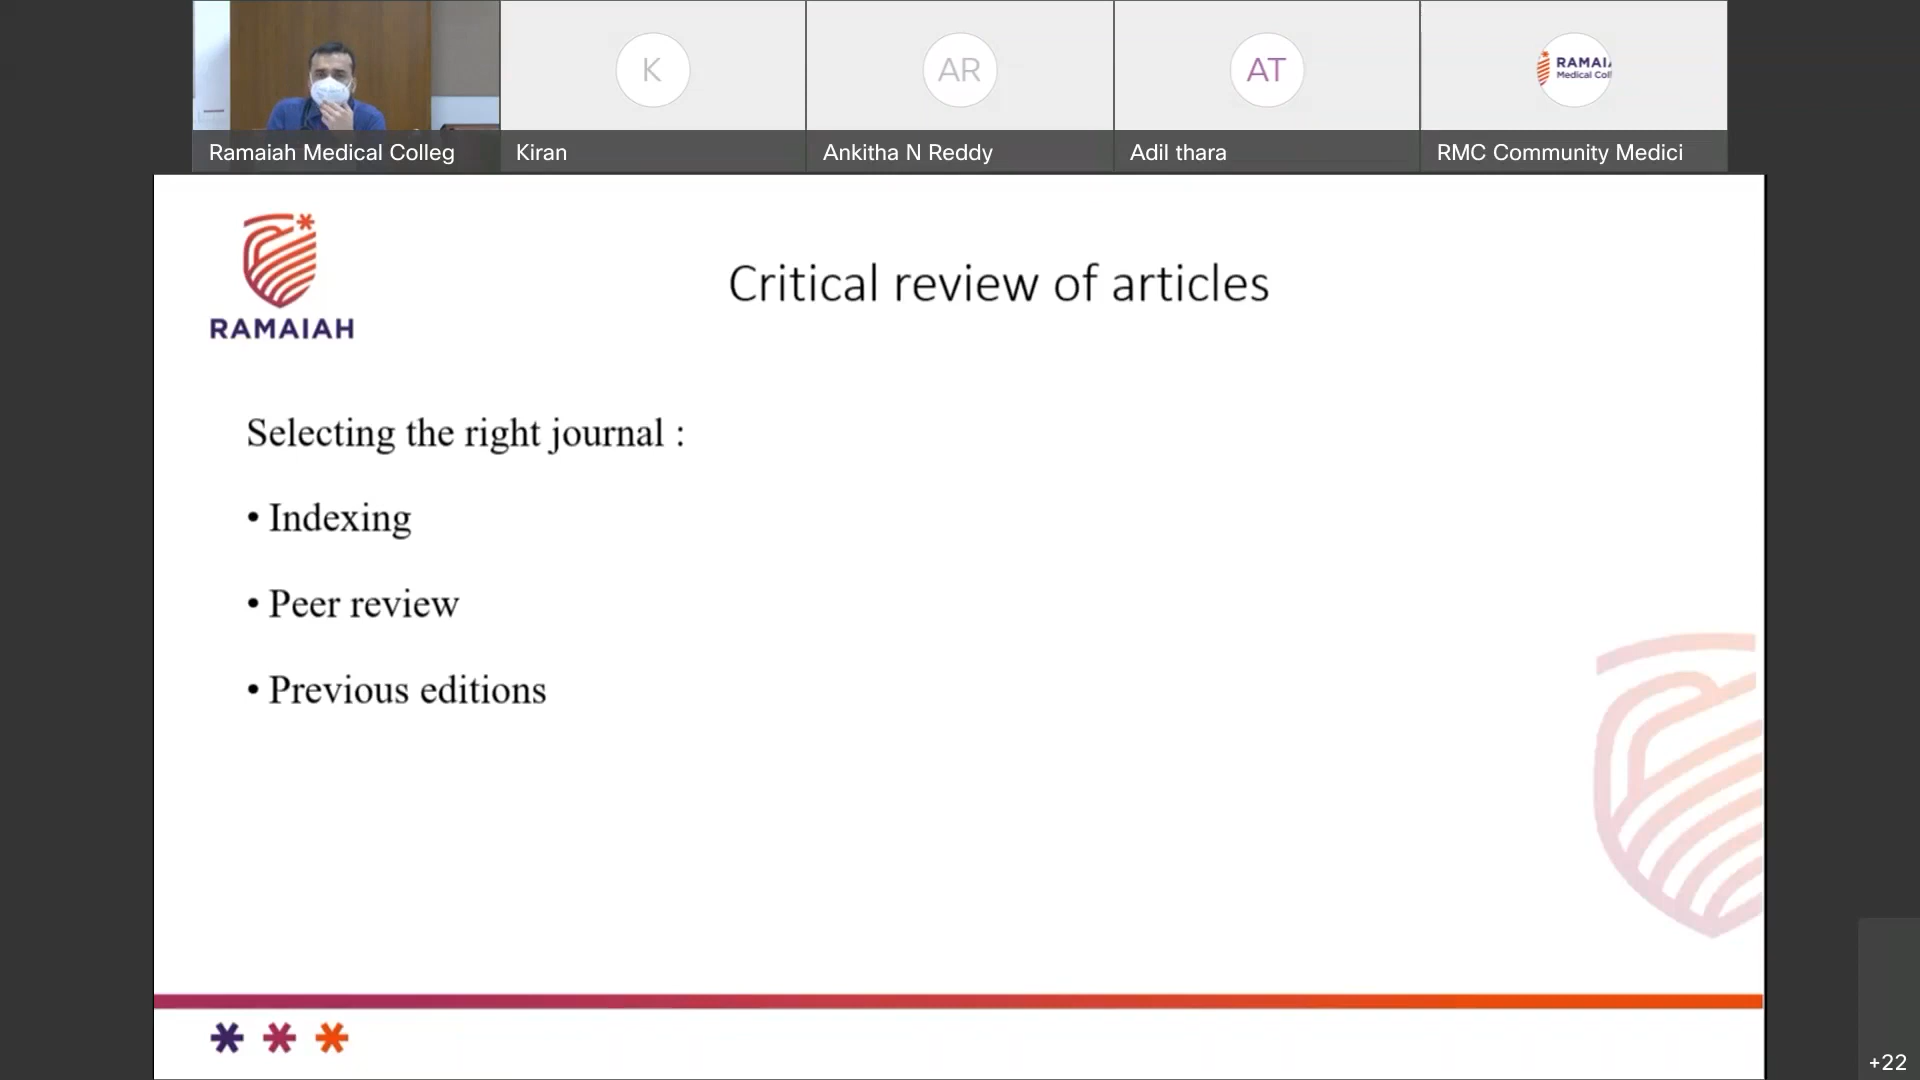 K
AR
AT
RAMAI
Medical Coll
Ramaiah Medical Colleg
Kiran
Ankitha N Reddy
Adil thara
RMC Community Medici
RAMAIAH
Critical review of articles
Selecting the right journal :
• Indexing
• Peer review
• Previous editions
+22